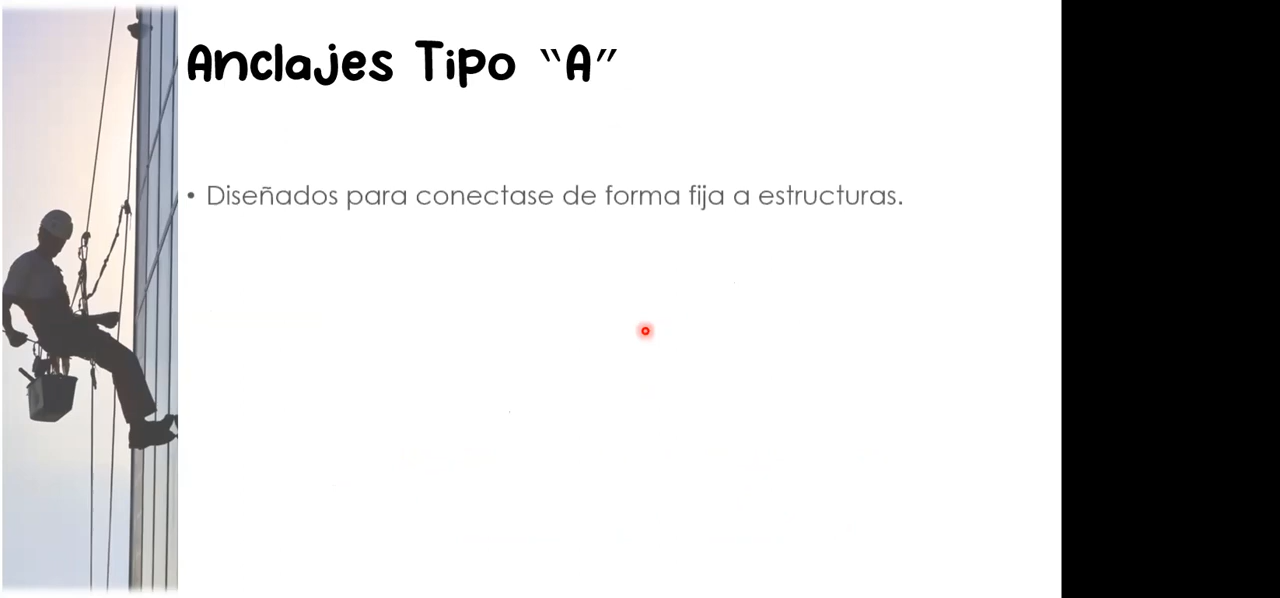 Anclajes Tipo “A”
• Diseñados para conectase de forma fija a estructuras.